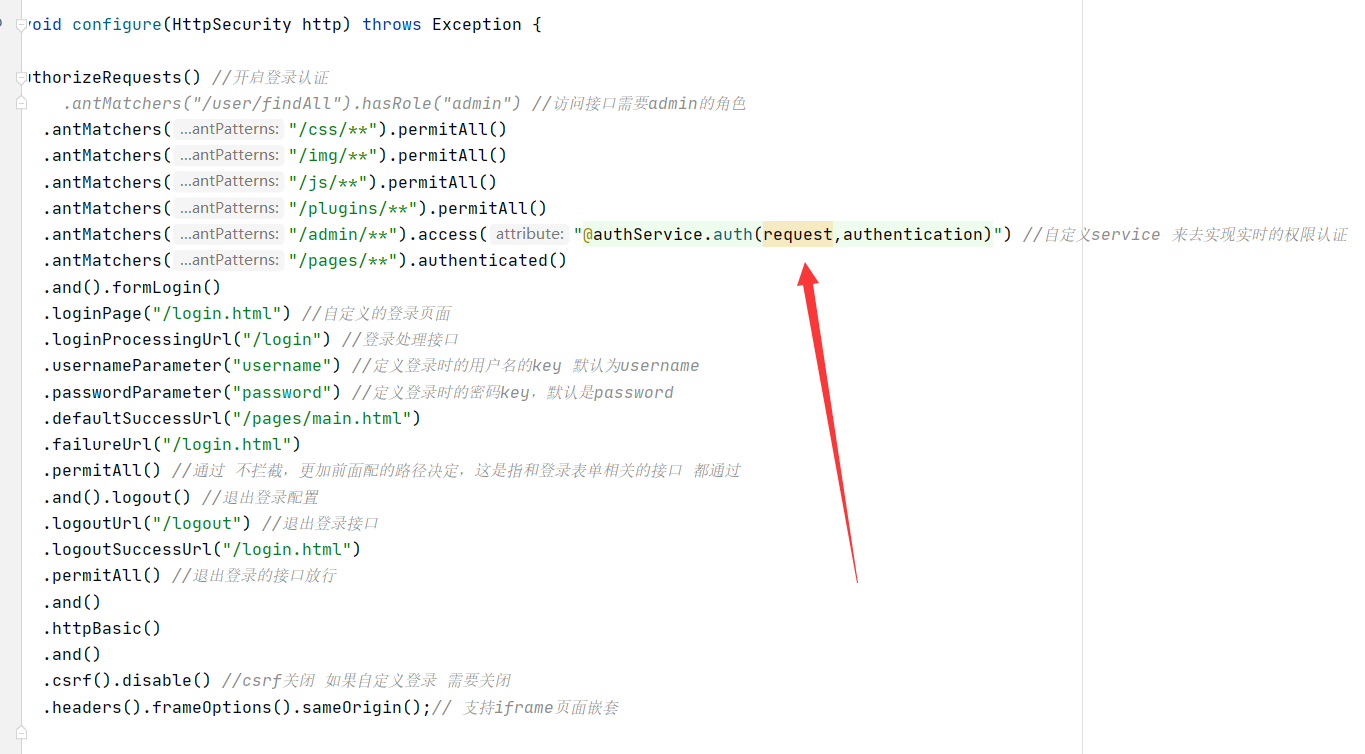 void configure(HttpSecurity http) throws Exception {
uthorizeRequests() //开启登录认证
.antMatchers("/user/findAll").hasRole("admin") //访问接口需要admin的角色
.antMatchers( ...antPatterns: "/css/**").permitAll()
.antMatchers( ...antPatterns: "/img/**").permitAll()
.antMatchers( ...antPatterns: "/js/**").permitAll()
.antMatchers( ...antPatterns: "/plugins/**").permitAll()
.antMatchers( ...antPatterns: "/admin/**").access( attribute: "@authService.auth(request,authentication)") //自定义service 来去实现实时的权限认证
.antMatchers( ...antPatterns: "/pages/**").authenticated()
.and().formLogin()
.loginPage("/login.html") //自定义的登录页面
.loginProcessingUrl("/login") //登录处理接口
.usernameParameter("username") //定义登录时的用户名的key 默认为username
.passwordParameter("password") //定义登录时的密码key，默认是password
.defaultSuccessUrl("/pages/main.html")
.failureUrl("/login.html")
.permitAll() //通过 不拦截，更加前面配的路径决定，这是指和登录表单相关的接口 都通过
.and().logout() //退出登录配置
.logoutUrl("/logout") //退出登录接口
.logoutSuccessUrl("/login.html")
.permitAll() //退出登录的接口放行
.and()
.httpBasic()
.and()
.csrf().disable() //csrf关闭 如果自定义登录 需要关闭
.headers().frameOptions().sameOrigin();// 支持iframe页面嵌套